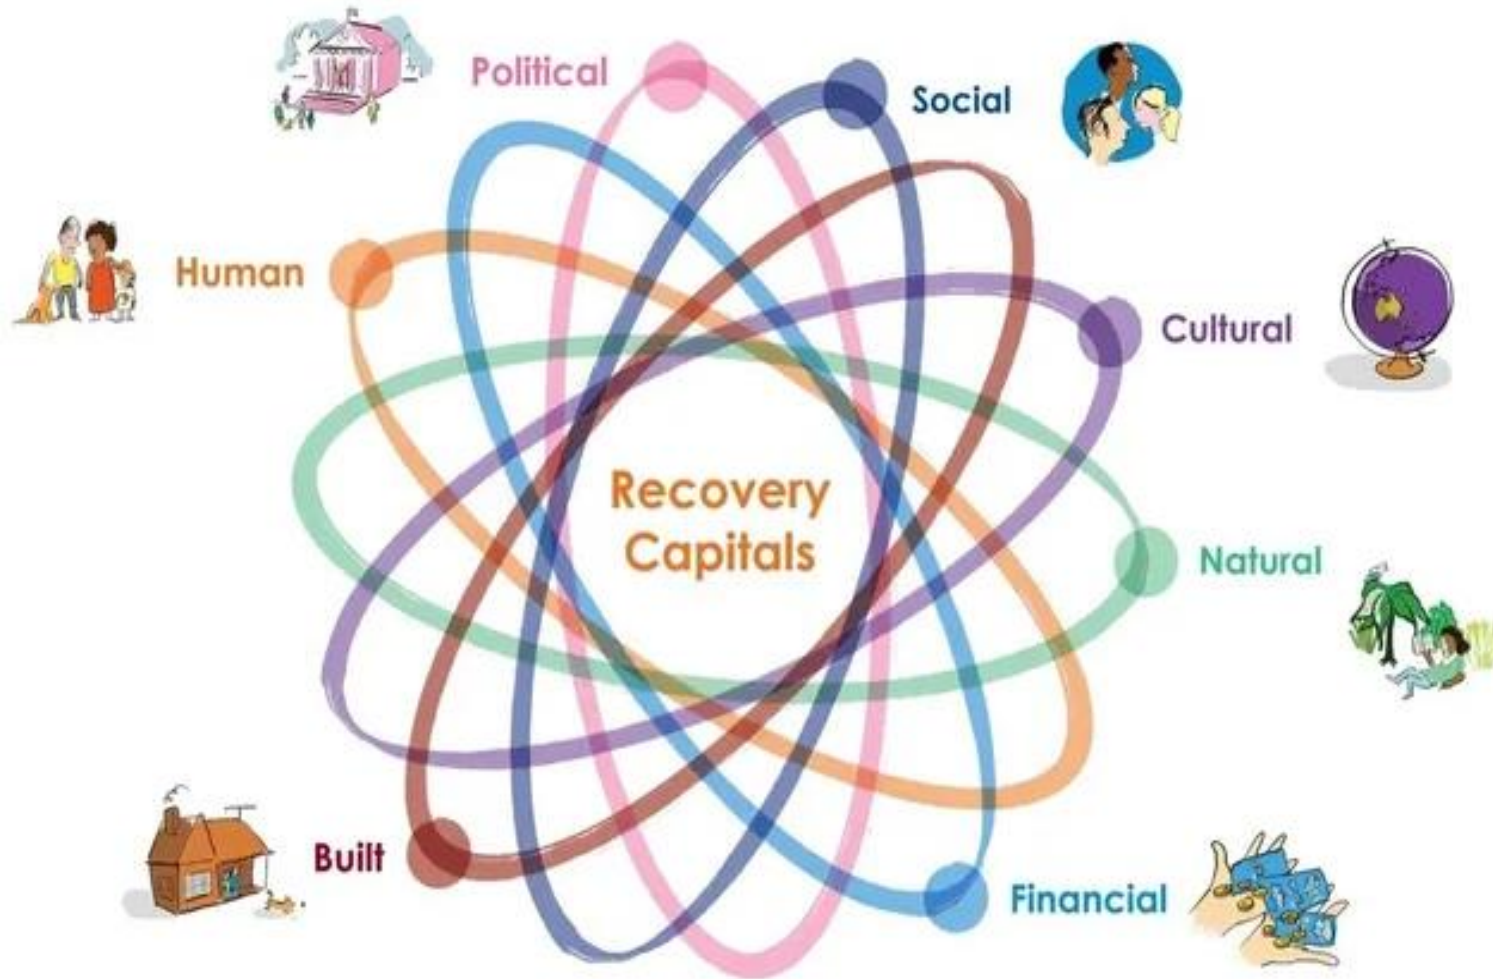 Political
Social
Human
Cultural
Recovery
Capitals
Natural
Built
Financial